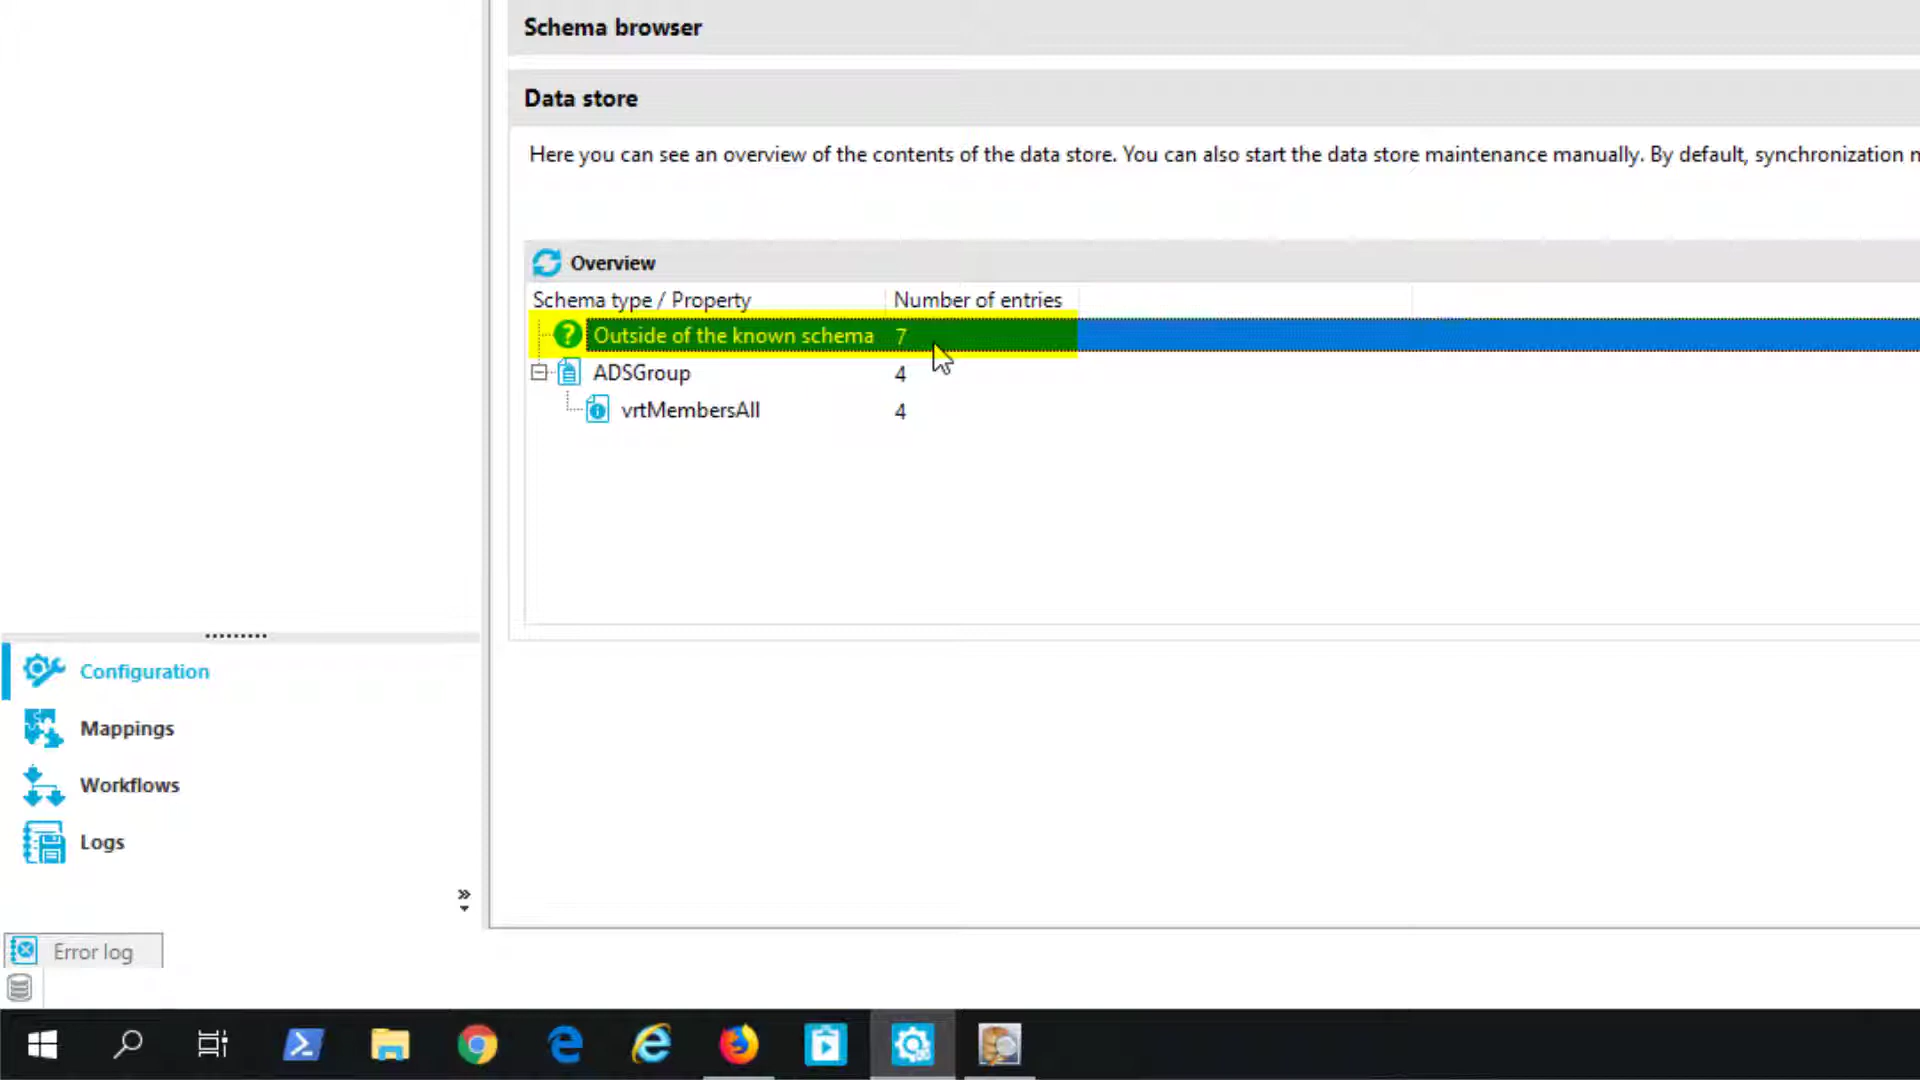 Schema browser
Data store
Here you can see an overview of the contents of the data store. You can also start the data store maintenance manually. By default, synchronization
Overview
Schema type / Property Number of entries
Outside of the known schema 7
ADSGroup 4
vrtMembersAll 4
Configuration
Mappings
Workflows
Logs
Error log